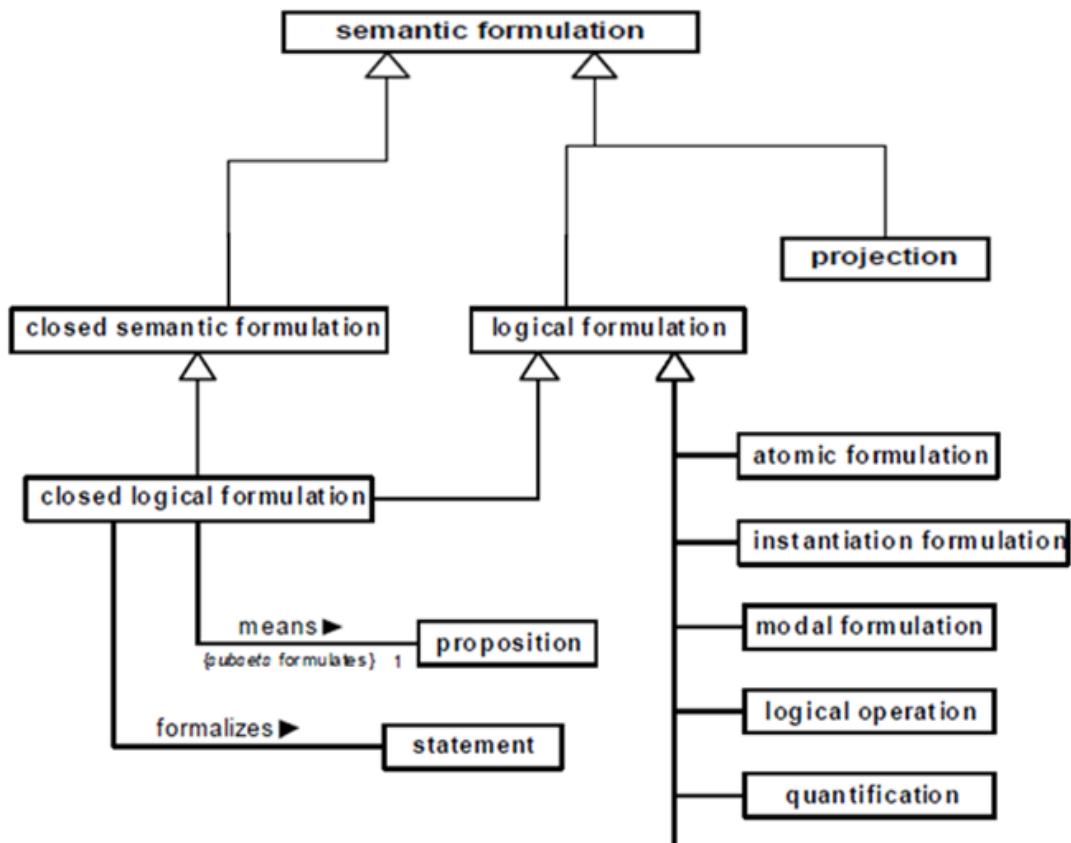 semantic formulation
projection
closed semantic formulation
logical formulation
atomic formulation
closed logical formulation
instantiation formulation
means ►
modal formulation
{subsets formulates} 1
proposition
logical operation
formalizes ►
statement
quantification